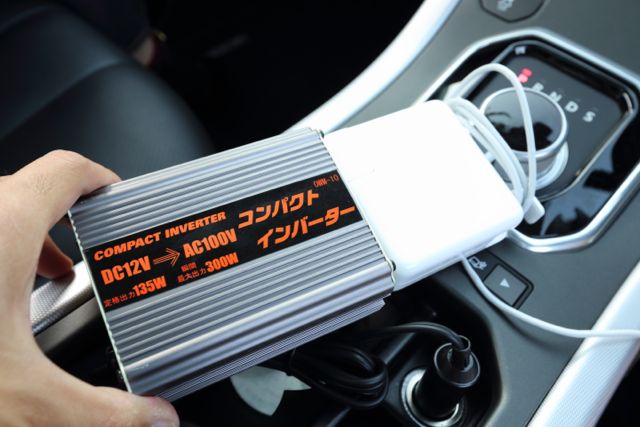 DMW-10
COMPACT INVERTER コンパクト
DC12V⇒AC100V インバーター
定格出力135W 瞬間最大出力300W
R N D S